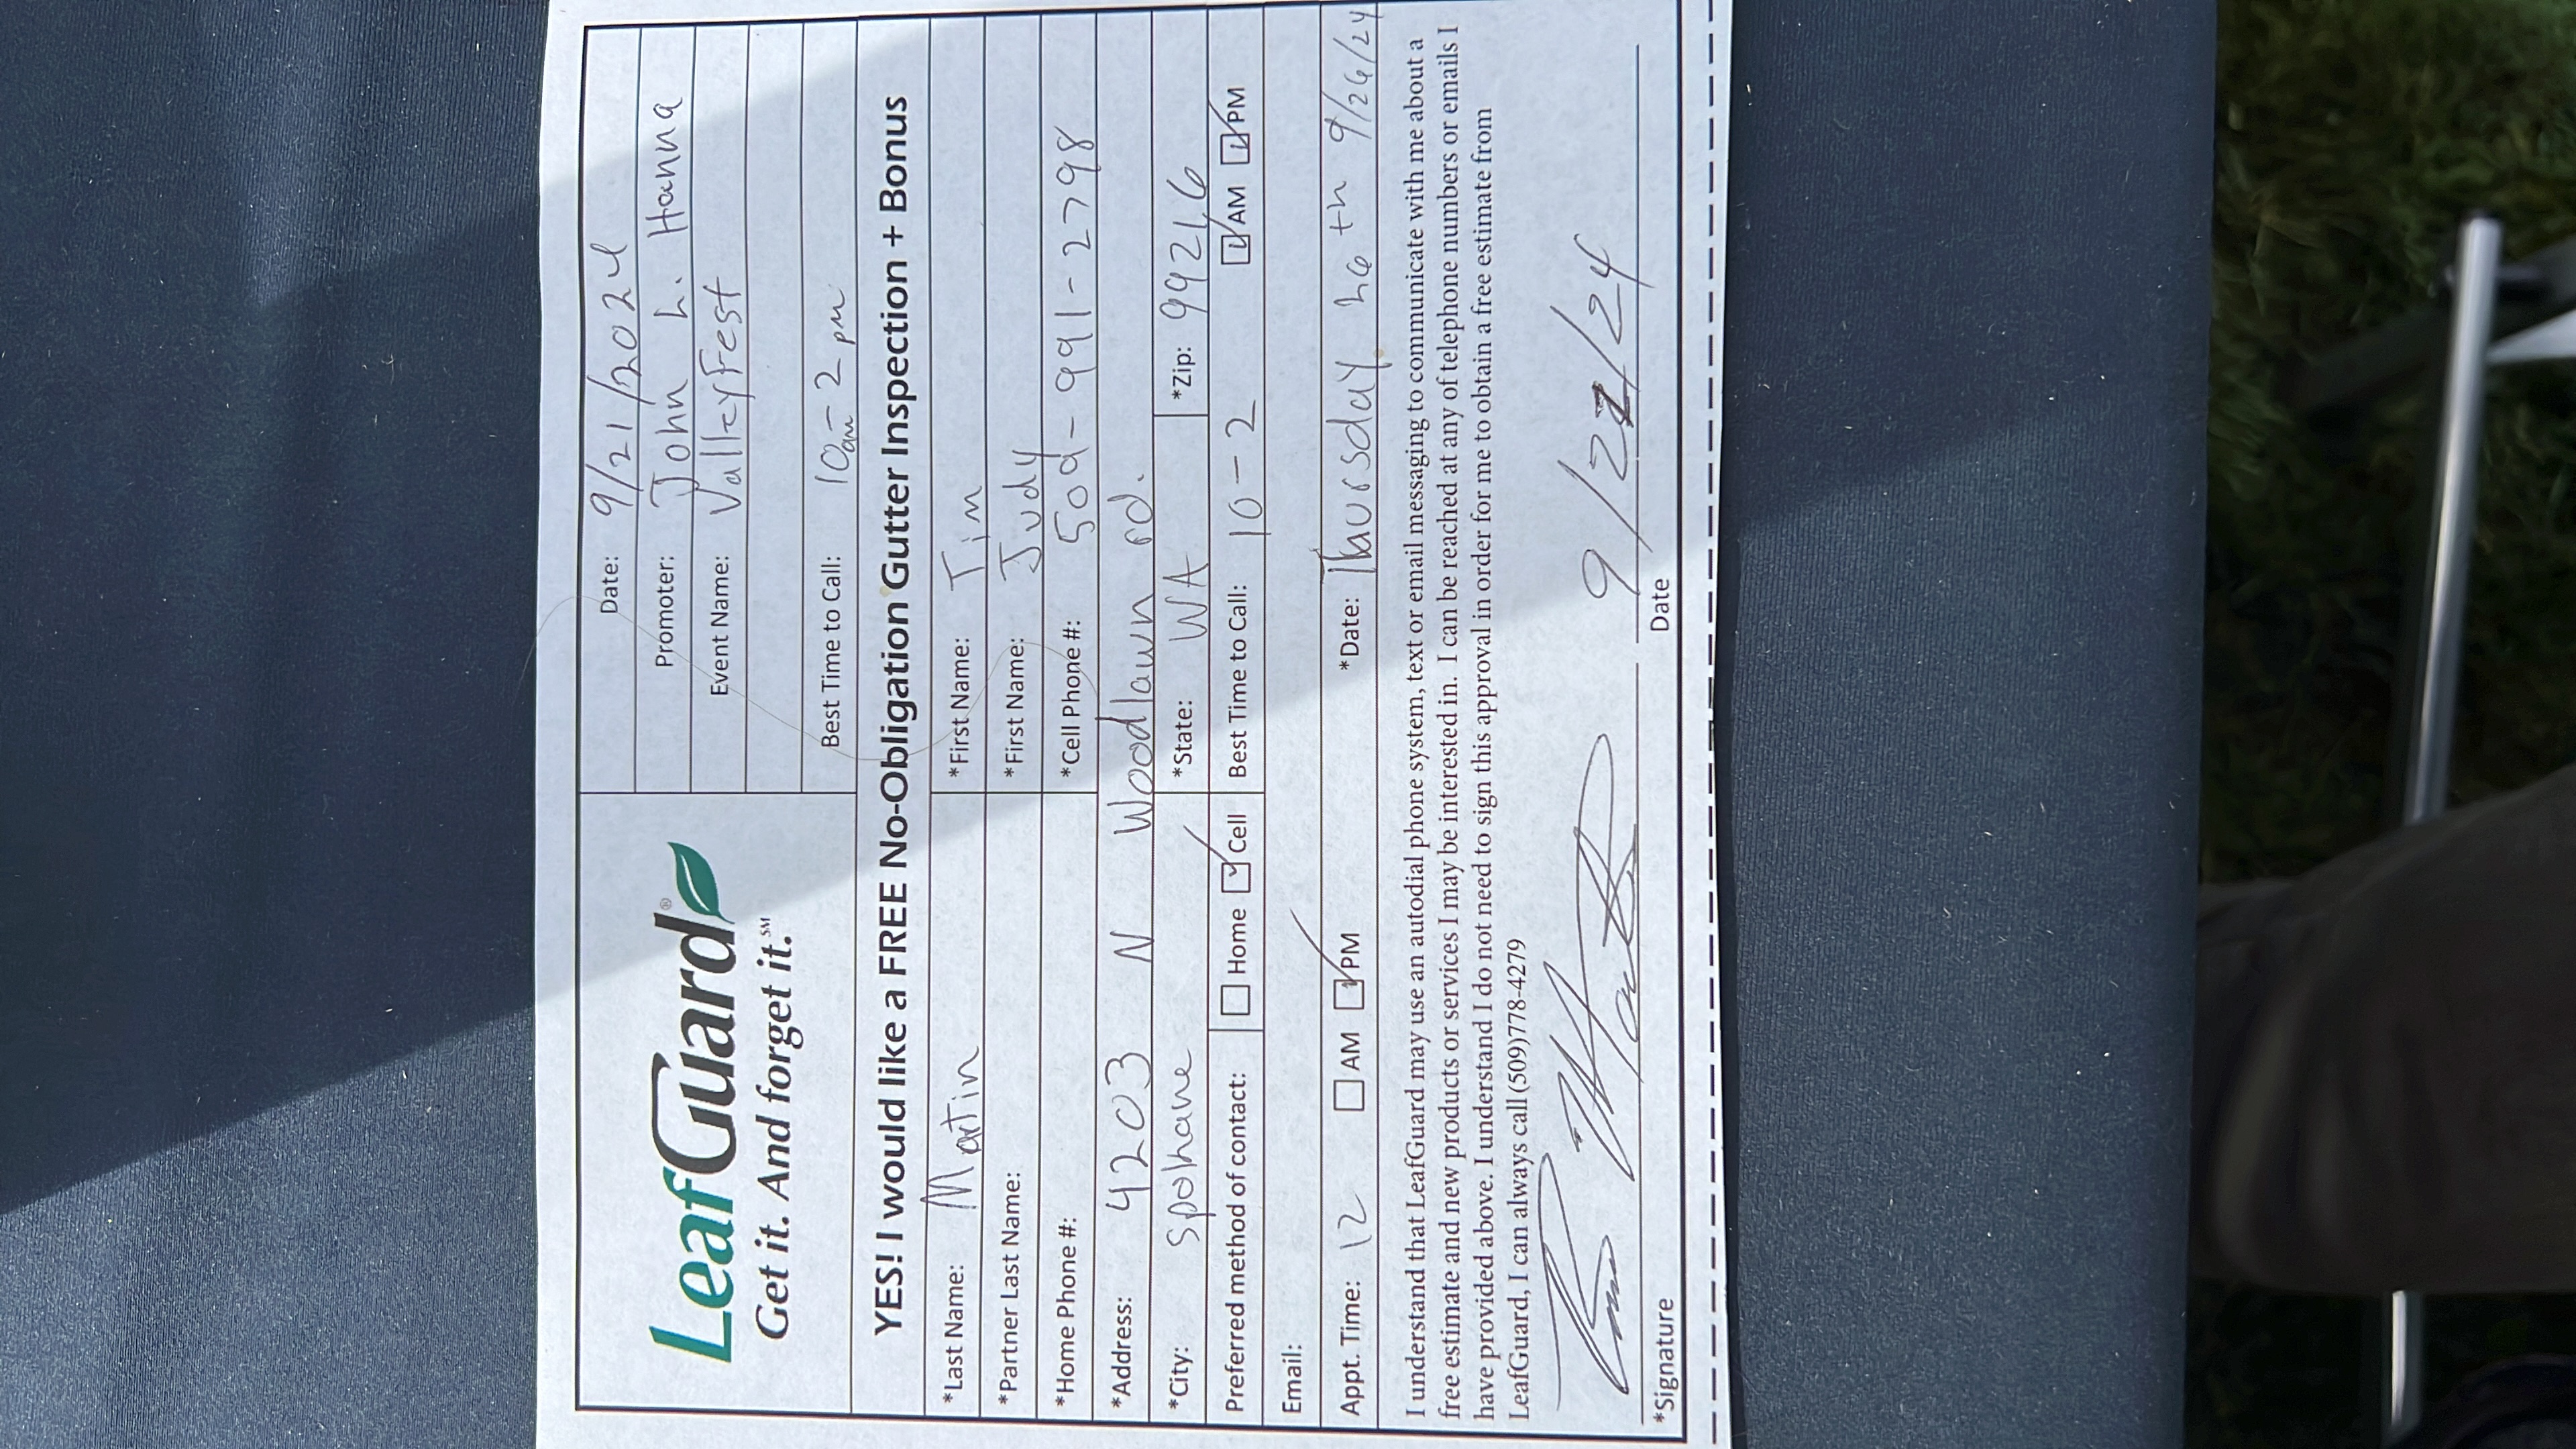 Date: 9/21/2024
LeafGuard®
Get it. And forget it.℠
Promoter: John L. Hanna
Event Name: ValleyFest
Best Time to Call: 10am - 2 pm
YES! I would like a FREE No-Obligation Gutter Inspection + Bonus
*Last Name: Martin *First Name: Tim
*Partner Last Name: *First Name: Judy
*Home Phone #: *Cell Phone #: 509-991-2798
*Address: 4203 N Woodlawn rd.
*City: Spokane *State: WA *Zip: 99216
Preferred method of contact: Home Cell Best Time to Call: 10-2 AM PM
Email:
Appt. Time: 12 AM PM *Date: Thursday 26th 9/26/24
I understand that LeafGuard may use an autodial phone system, text or email messaging to communicate with me about a
free estimate and new products or services I may be interested in. I can be reached at any of telephone numbers or emails I
have provided above. I understand I do not need to sign this approval in order for me to obtain a free estimate from
LeafGuard, I can always call (509)778-4279
9/21/24
*Signature Date